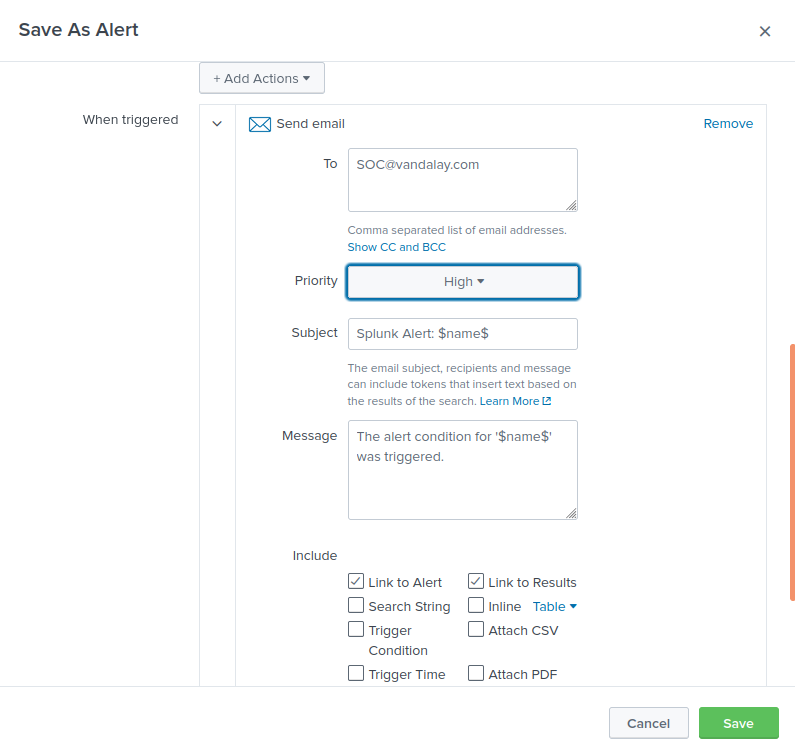 Save As Alert
×
+ Add Actions
When triggered
Send email
Remove
To
SOC@vandalay.com
Comma separated list of email addresses.
Show CC and BCC
Priority
High
Subject
Splunk Alert: $name$
The email subject, recipients and message
can include tokens that insert text based on
the results of the search. Learn More
Message
The alert condition for '$name$'
was triggered.
Include
Link to Alert
Link to Results
Search String
Inline Table
Trigger
Condition
Attach CSV
Trigger Time
Attach PDF
Cancel
Save